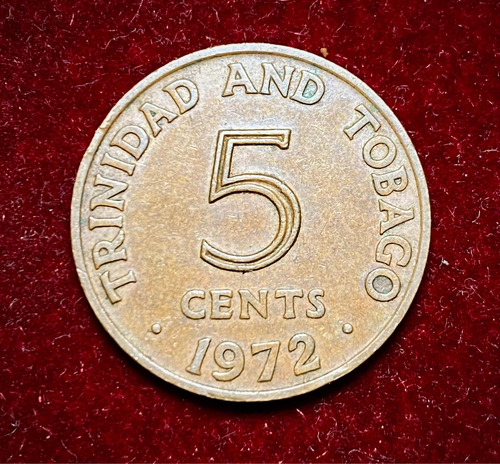 TRINIDAD AND TOBAGO
5
CENTS
· 1972 ·